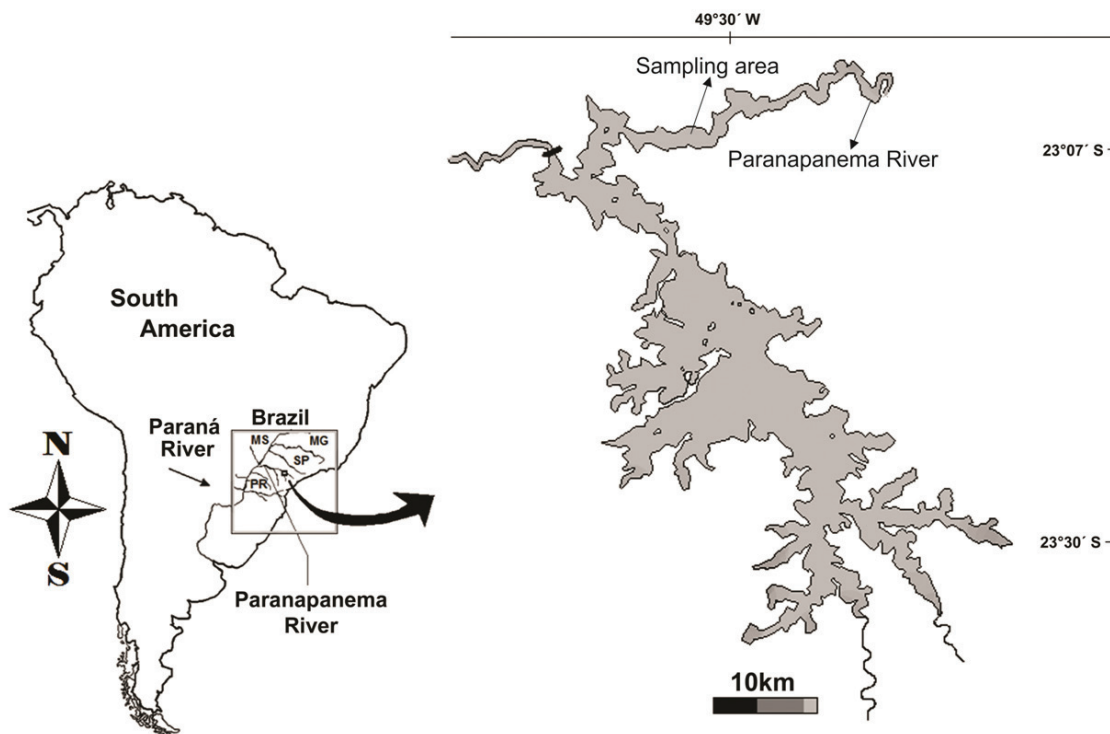 49°30´ W
Sampling area
Paranapanema River
23°07´ S
South
America
Brazil
Paraná
River
MS
MG
SP
PR
N
S
Paranapanema
River
23°30´ S
10km